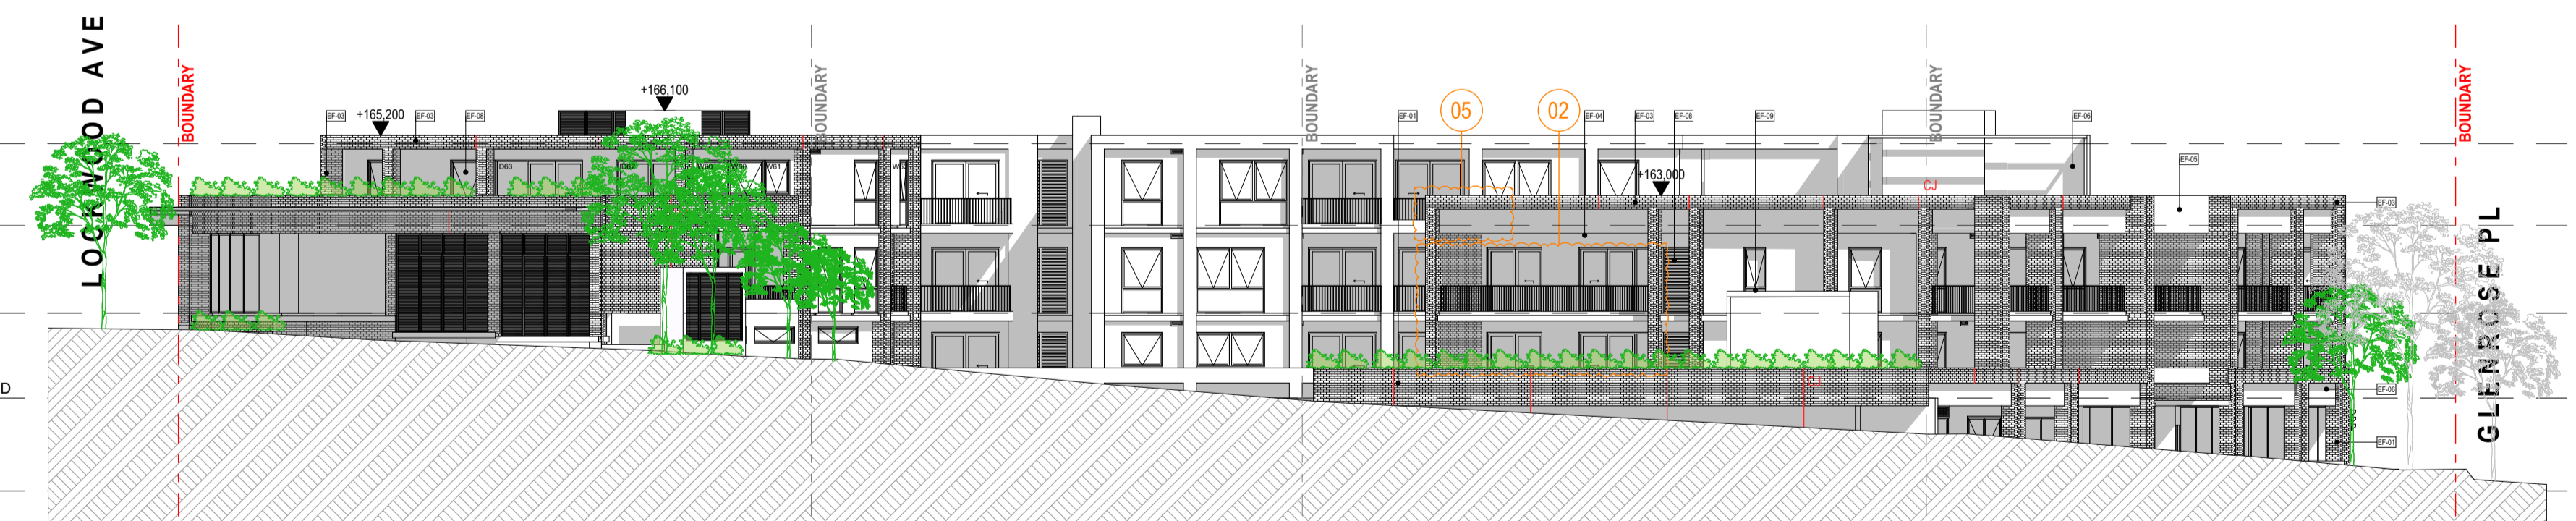 LOCKWOOD AVE
BOUNDARY
EF-03
+165,200
EF-03
EF-08
+166,100
BOUNDARY
BOUNDARY
EF-01
05
02
EF-04
EF-03
EF-08
EF-09
BOUNDARY
EF-06
BOUNDARY
D63
W61
+163,000
EF-05
CJ
EF-03
GLENROSE PL
D
CJ
EF-06
EF-01